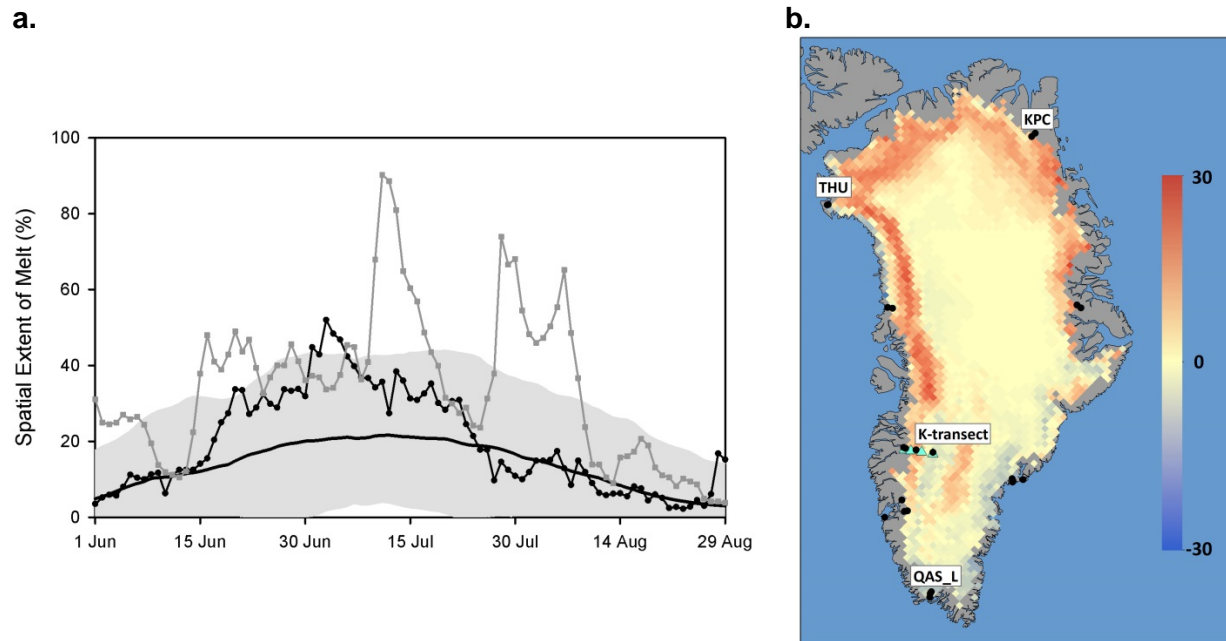 a.
b.
Spatial Extent of Melt (%)
100
80
60
40
20
0
1 Jun
15 Jun
30 Jun
15 Jul
30 Jul
14 Aug
29 Aug
KPC
THU
K-transect
QAS_L
30
0
-30